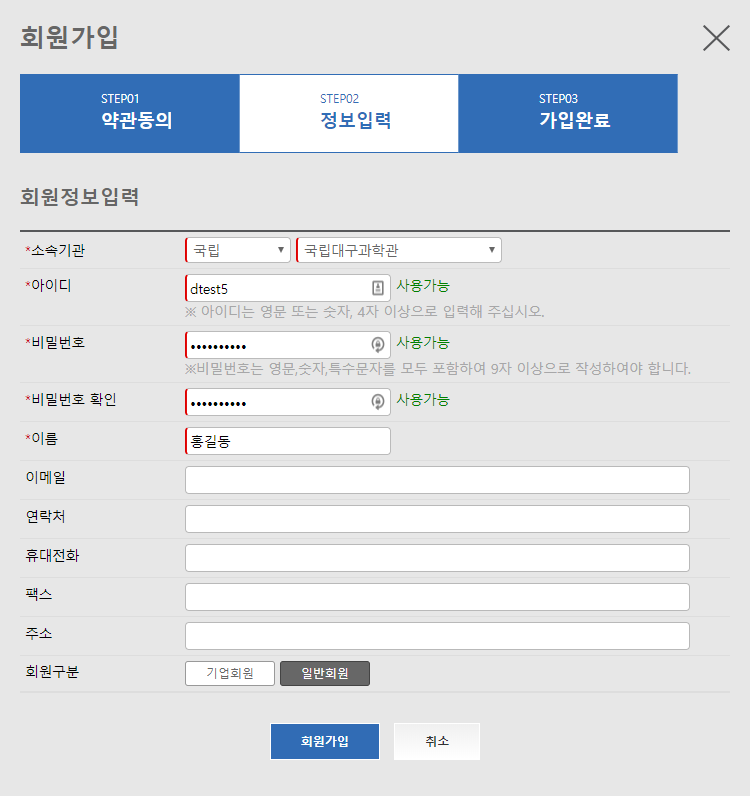 회원가입
STEP01
약관동의
STEP02
정보입력
STEP03
가입완료
회원정보입력
*소속기관 국립 국립대구과학관
*아이디 dtest5 사용가능
※ 아이디는 영문 또는 숫자, 4자 이상으로 입력해 주십시오.
*비밀번호 •••••••••• 사용가능
※비밀번호는 영문,숫자,특수문자를 모두 포함하여 9자 이상으로 작성하여야 합니다.
*비밀번호 확인 •••••••••• 사용가능
*이름 홍길동
이메일
연락처
휴대전화
팩스
주소
회원구분 기업회원 일반회원
회원가입 취소